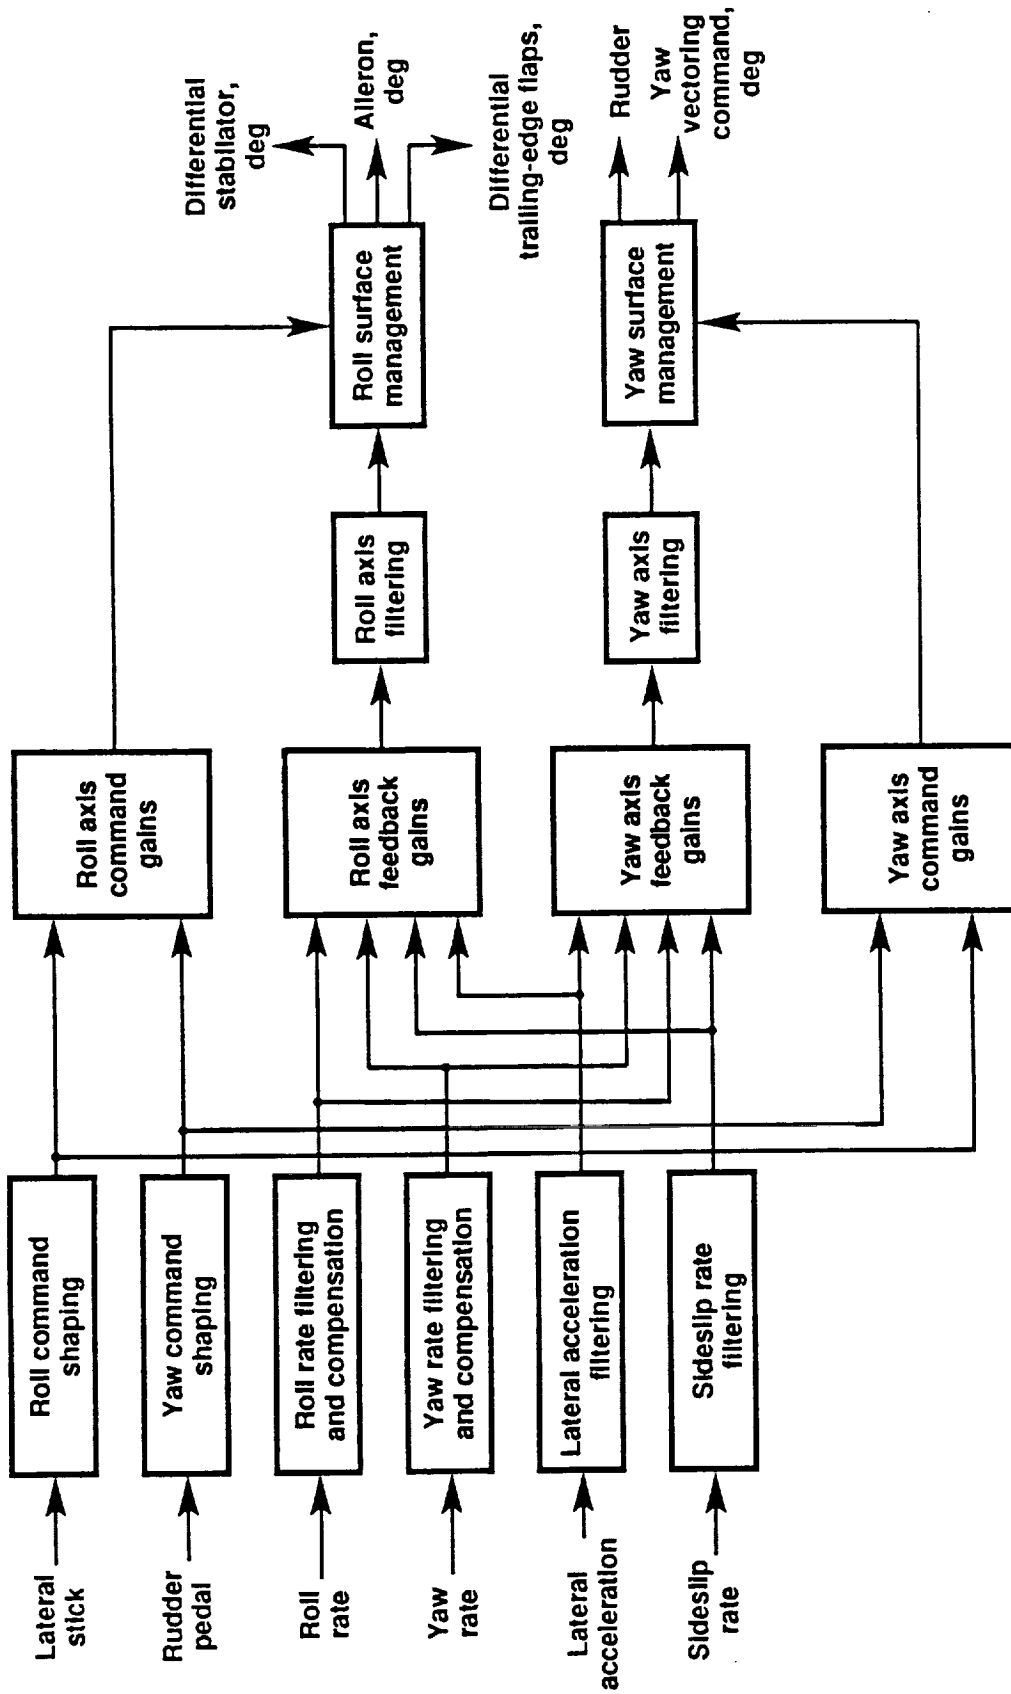 Lateral
stick
Rudder
pedal
Roll
rate
Yaw
rate
Lateral
acceleration
Sideslip
rate
Roll command
shaping
Yaw command
shaping
Roll rate filtering
and compensation
Yaw rate filtering
and compensation
Lateral acceleration
filtering
Sideslip rate
filtering
Roll axis
command
gains
Roll axis
feedback
gains
Yaw axis
feedback
gains
Yaw axis
command
gains
Roll axis
filtering
Yaw axis
filtering
Roll surface
management
Yaw surface
management
Differential
stabilator,
deg
Aileron,
deg
Differential
trailing-edge flaps,
deg
Rudder
Yaw
vectoring
command,
deg